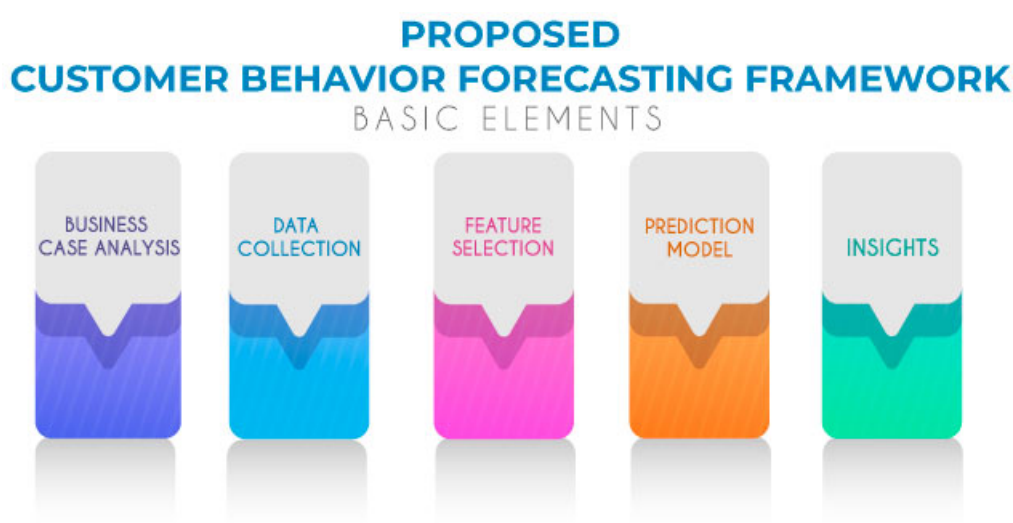 PROPOSED
CUSTOMER BEHAVIOR FORECASTING FRAMEWORK
BASIC ELEMENTS
BUSINESS
CASE ANALYSIS
DATA
COLLECTION
FEATURE
SELECTION
PREDICTION
MODEL
INSIGHTS